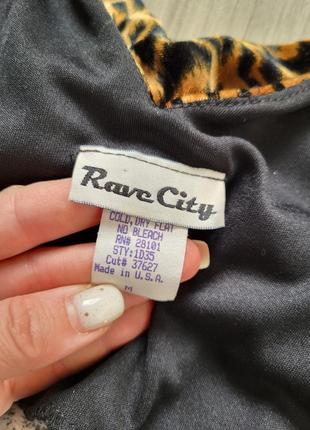 Rave City
COLD, DRY FLAT
NO BLEACH
RN# 28101
STY: 1D35
Cut# 37627
Made in U.S.A.
M